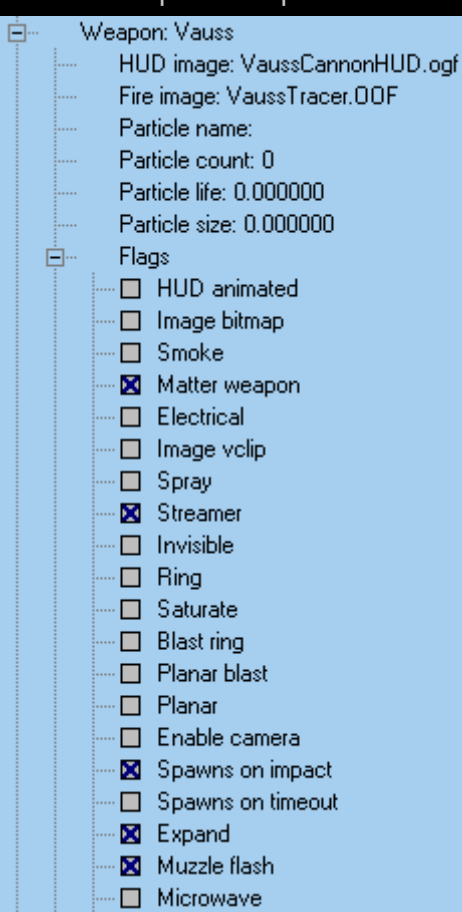 Weapon: Vauss
HUD image: VaussCannonHUD.ogf
Fire image: VaussTracer.OOF
Particle name:
Particle count: 0
Particle life: 0.000000
Particle size: 0.000000
Flags
HUD animated
Image bitmap
Smoke
Matter weapon
Electrical
Image vclip
Spray
Streamer
Invisible
Ring
Saturate
Blast ring
Planar blast
Planar
Enable camera
Spawns on impact
Spawns on timeout
Expand
Muzzle flash
Microwave